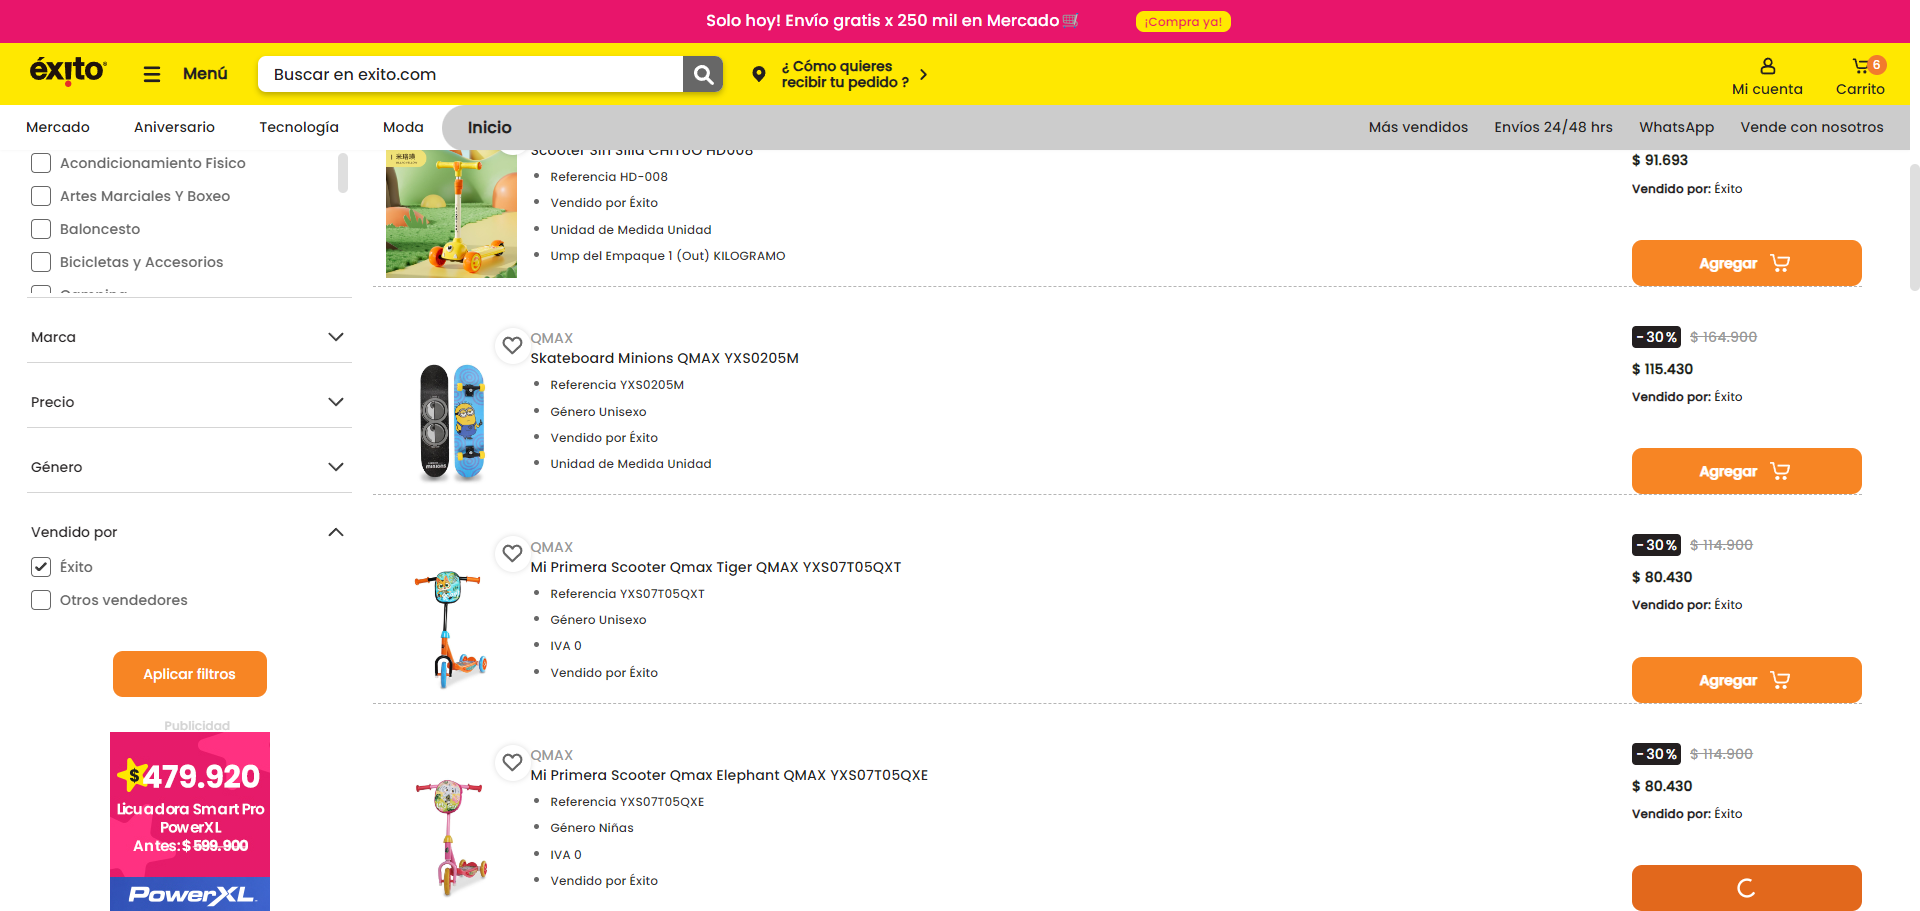 Solo hoy! Envío gratis x 250 mil en Mercado🛒
¡Compra ya!
éxito
Menú
Buscar en exito.com
¿ Cómo quieres
recibir tu pedido ?
Mi cuenta
6
Carrito
Mercado
Aniversario
Tecnología
Moda
Inicio
Más vendidos
Envíos 24/48 hrs
WhatsApp
Vende con nosotros
Acondicionamiento Fisico
Artes Marciales Y Boxeo
Baloncesto
Bicicletas y Accesorios
Camping
Marca
Precio
Género
Vendido por
Éxito
Otros vendedores
Aplicar filtros
Publicidad
$479.920
Licuadora Smart Pro
PowerXL
Antes: $ 599.900
PowerXL
Scooter Sin Silla CHITUO HD008
Referencia HD-008
Vendido por Éxito
Unidad de Medida Unidad
Ump del Empaque 1 (Out) KILOGRAMO
$ 91.693
Vendido por: Éxito
Agregar
QMAX
Skateboard Minions QMAX YXS0205M
Referencia YXS0205M
Género Unisexo
Vendido por Éxito
Unidad de Medida Unidad
-30% $ 164.900
$ 115.430
Vendido por: Éxito
Agregar
QMAX
Mi Primera Scooter Qmax Tiger QMAX YXS07T05QXT
Referencia YXS07T05QXT
Género Unisexo
IVA 0
Vendido por Éxito
-30% $ 114.900
$ 80.430
Vendido por: Éxito
Agregar
QMAX
Mi Primera Scooter Qmax Elephant QMAX YXS07T05QXE
Referencia YXS07T05QXE
Género Niñas
IVA 0
Vendido por Éxito
-30% $ 114.900
$ 80.430
Vendido por: Éxito